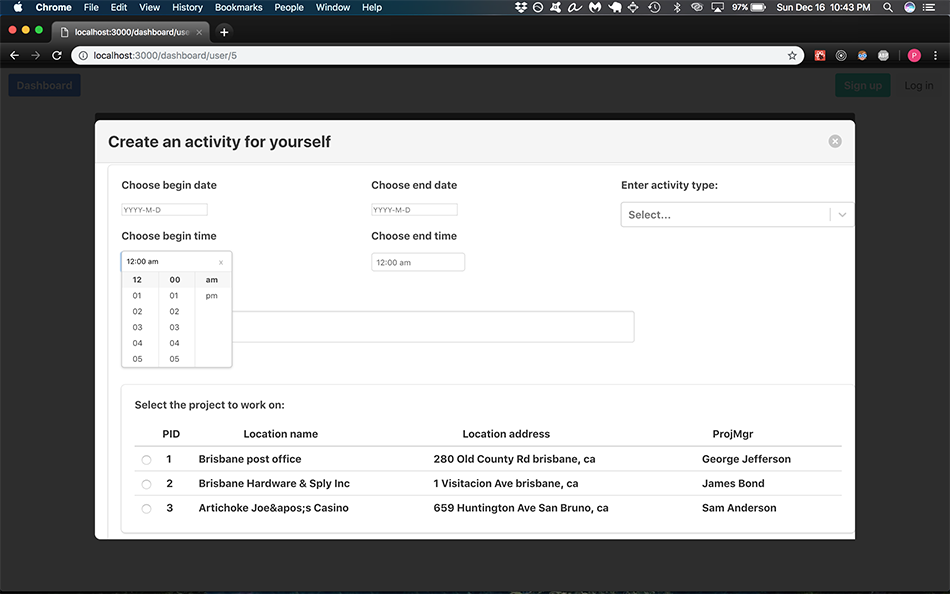 Chrome File Edit View History Bookmarks People Window Help 97% Sun Dec 16 10:43 PM
localhost:3000/dashboard/use
localhost:3000/dashboard/user/5 P
Dashboard Sign up Log in
Create an activity for yourself
Choose begin date Choose end date Enter activity type:
YYYY-M-D YYYY-M-D Select...
Choose begin time Choose end time
12:00 am 12:00 am
12 00 am
01 01 pm
02 02
03 03
04 04
05 05
Select the project to work on:
PID Location name Location address ProjMgr
1 Brisbane post office 280 Old County Rd brisbane, ca George Jefferson
2 Brisbane Hardware & Sply Inc 1 Visitacion Ave brisbane, ca James Bond
3 Artichoke Joe&apos;s Casino 659 Huntington Ave San Bruno, ca Sam Anderson